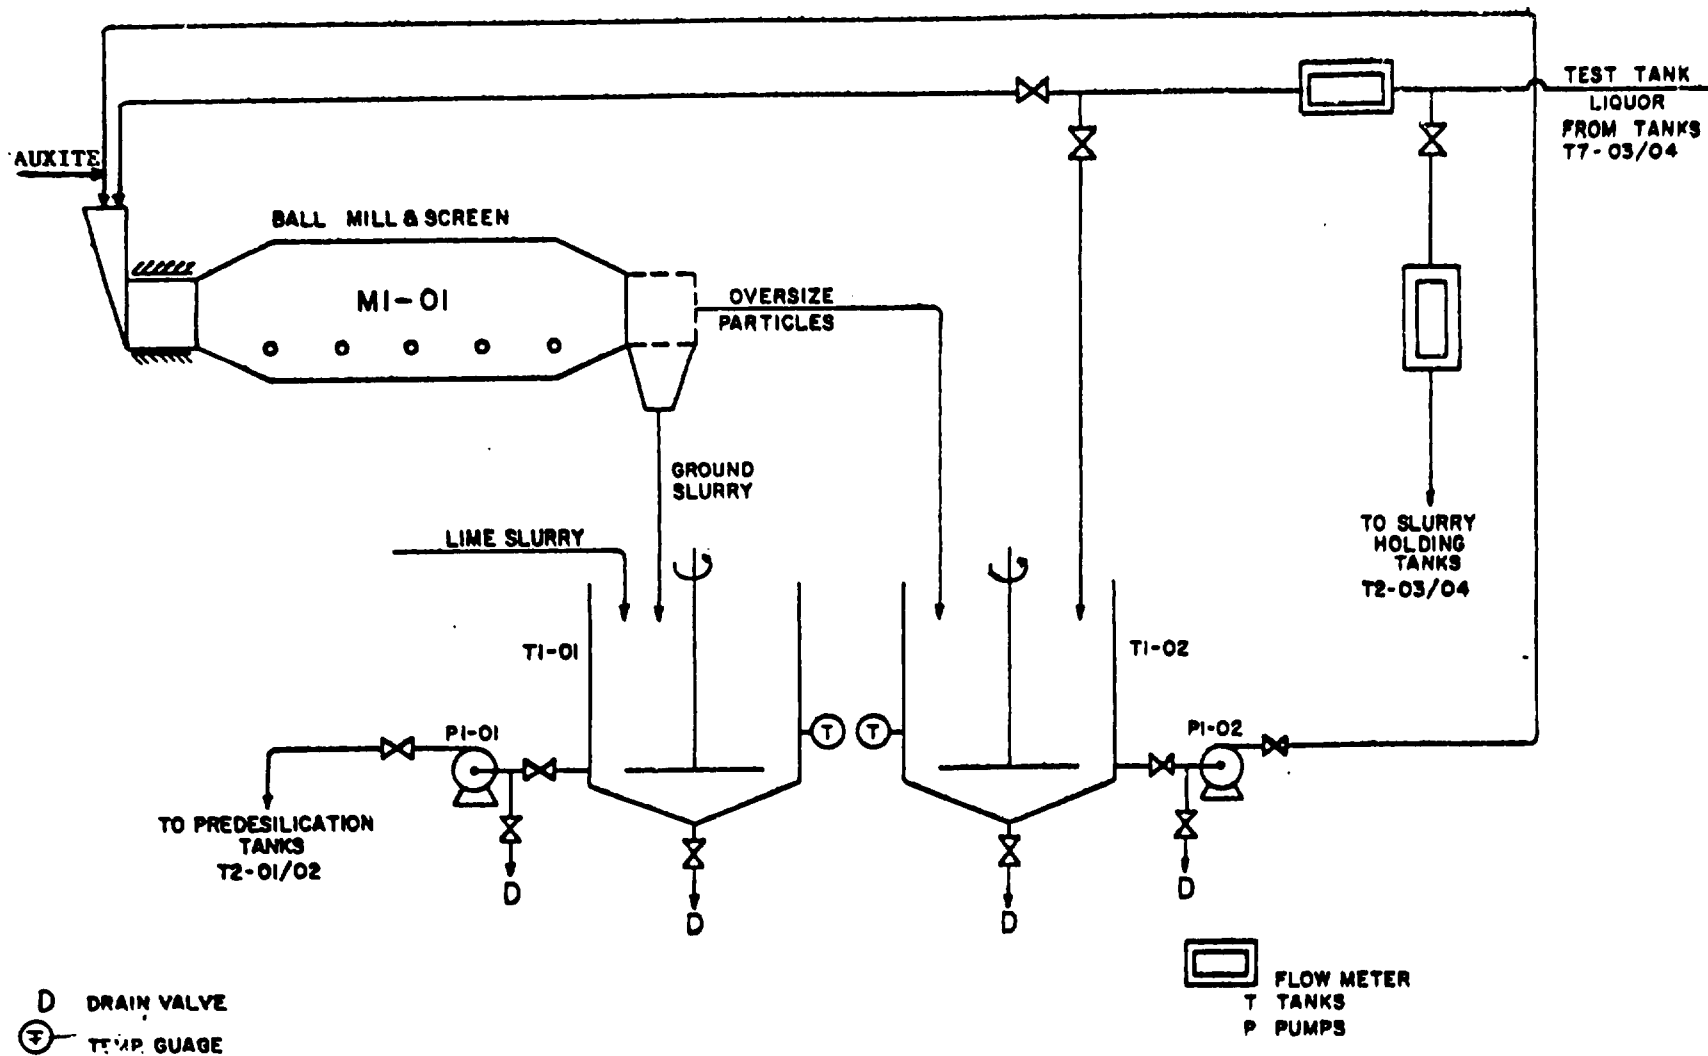 TEST TANK
LIQUOR
FROM TANKS
T7-03/04
AUXITE
BALL MILL & SCREEN
M1-01
OVERSIZE
PARTICLES
GROUND
SLURRY
LIME SLURRY
TO SLURRY
HOLDING
TANKS
T2-03/04
T1-01
T1-02
T
T
P1-01
P1-02
TO PREDESILICATION
TANKS
T2-01/02
D
D
D
D
FLOW METER
T TANKS
P PUMPS
D DRAIN VALVE
T TEMP. GUAGE